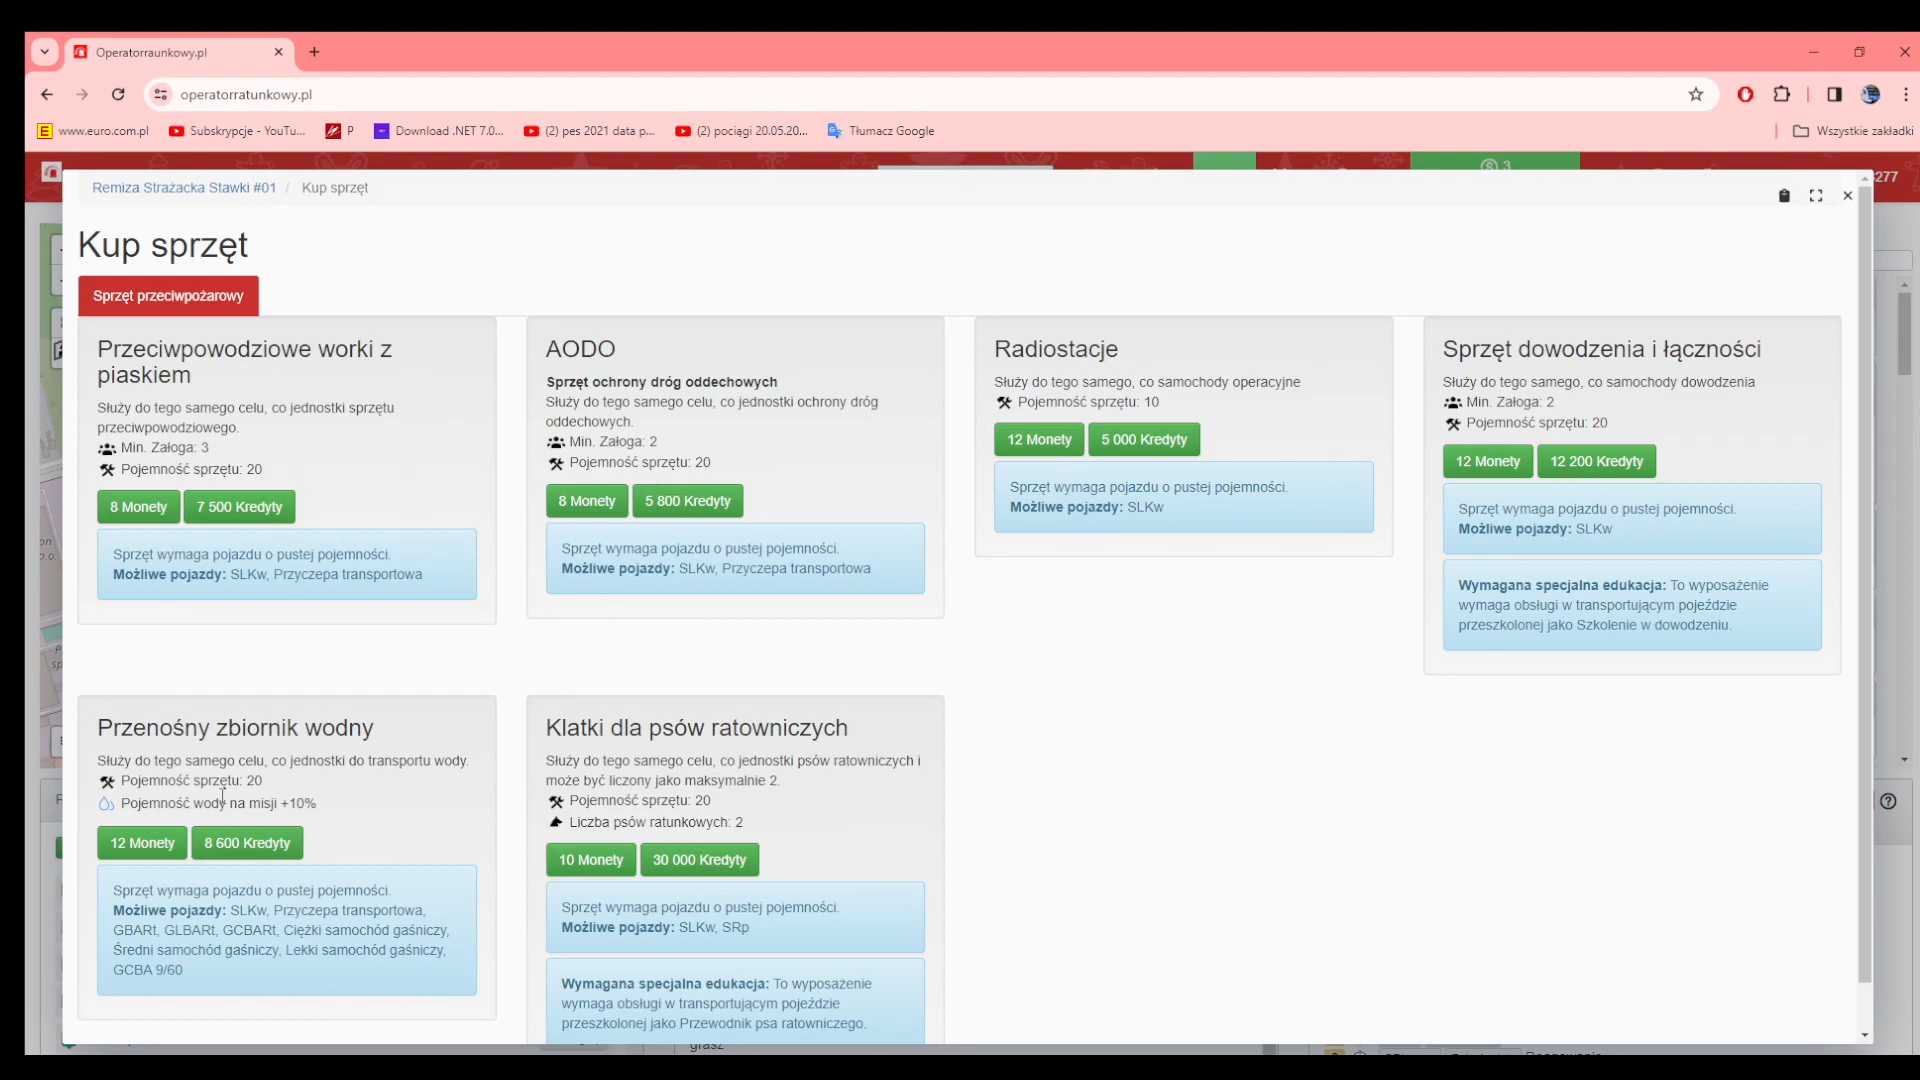 Operatorraunkowy.pl
operatorratunkowy.pl
www.euro.com.pl
Subskrypcje - YouTu...
P
Download .NET 7.0...
(2) pes 2021 data p...
(2) pociągi 20.05.20...
Tłumacz Google
Wszystkie zakładki
3
277
Remiza Strażacka Stawki #01 / Kup sprzęt
Kup sprzęt
Sprzęt przeciwpożarowy
Przeciwpowodziowe worki z
piaskiem
Służy do tego samego celu, co jednostki sprzętu
przeciwpowodziowego.
Min. Załoga: 3
Pojemność sprzętu: 20
8 Monety
7 500 Kredyty
Sprzęt wymaga pojazdu o pustej pojemności.
Możliwe pojazdy: SLKw, Przyczepa transportowa
AODO
Sprzęt ochrony dróg oddechowych
Służy do tego samego celu, co jednostki ochrony dróg
oddechowych.
Min. Załoga: 2
Pojemność sprzętu: 20
8 Monety
5 800 Kredyty
Sprzęt wymaga pojazdu o pustej pojemności.
Możliwe pojazdy: SLKw, Przyczepa transportowa
Radiostacje
Służy do tego samego, co samochody operacyjne
Pojemność sprzętu: 10
12 Monety
5 000 Kredyty
Sprzęt wymaga pojazdu o pustej pojemności.
Możliwe pojazdy: SLKw
Sprzęt dowodzenia i łączności
Służy do tego samego, co samochody dowodzenia
Min. Załoga: 2
Pojemność sprzętu: 20
12 Monety
12 200 Kredyty
Sprzęt wymaga pojazdu o pustej pojemności.
Możliwe pojazdy: SLKw
Wymagana specjalna edukacja: To wyposażenie
wymaga obsługi w transportującym pojeździe
przeszkolonej jako Szkolenie w dowodzeniu.
Przenośny zbiornik wodny
Służy do tego samego celu, co jednostki do transportu wody.
Pojemność sprzętu: 20
Pojemność wody na misji +10%
12 Monety
8 600 Kredyty
Sprzęt wymaga pojazdu o pustej pojemności.
Możliwe pojazdy: SLKw, Przyczepa transportowa,
GBARt, GLBARt, GCBARt, Ciężki samochód gaśniczy,
Średni samochód gaśniczy, Lekki samochód gaśniczy,
GCBA 9/60
Klatki dla psów ratowniczych
Służy do tego samego celu, co jednostki psów ratowniczych i
może być liczony jako maksymalnie 2.
Pojemność sprzętu: 20
Liczba psów ratunkowych: 2
10 Monety
30 000 Kredyty
Sprzęt wymaga pojazdu o pustej pojemności.
Możliwe pojazdy: SLKw, SRp
Wymagana specjalna edukacja: To wyposażenie
wymaga obsługi w transportującym pojeździe
przeszkolonej jako Przewodnik psa ratowniczego.